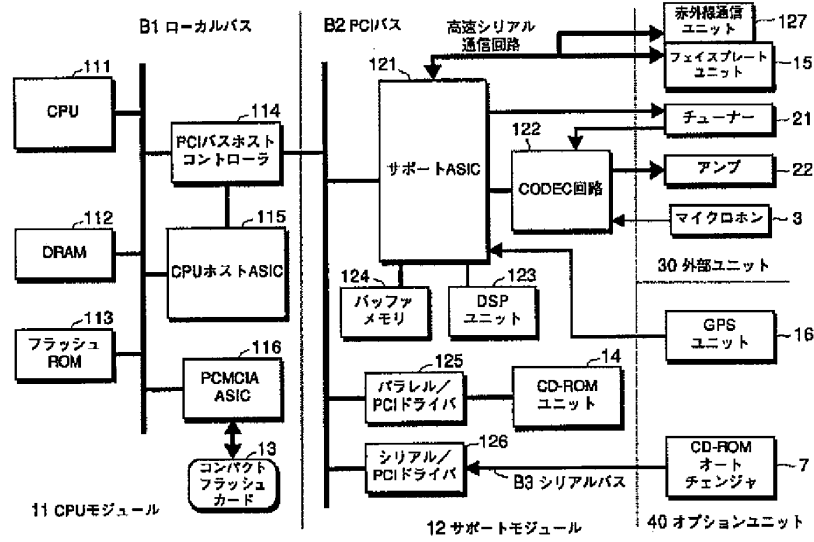 B1 ローカルバス
B2 PCIバス
高速シリアル
通信回路
赤外線通信
ユニット
127
フェイスプレート
ユニット
15
111
CPU
114
PCIバスホスト
コントローラ
121
サポートASIC
チューナー
21
122
CODEC回路
アンプ
22
マイクロホン
3
30 外部ユニット
112
DRAM
115
CPUホストASIC
124
バッファ
メモリ
123
DSP
ユニット
113
フラッシュ
ROM
116
PCMCIA
ASIC
GPS
ユニット
16
125
パラレル／
PCIドライバ
14
CD-ROM
ユニット
13
コンパクト
フラッシュ
カード
126
シリアル／
PCIドライバ
B3 シリアルバス
CD-ROM
オート
チェンジャ
7
11 CPUモジュール
12 サポートモジュール
40 オプションユニット